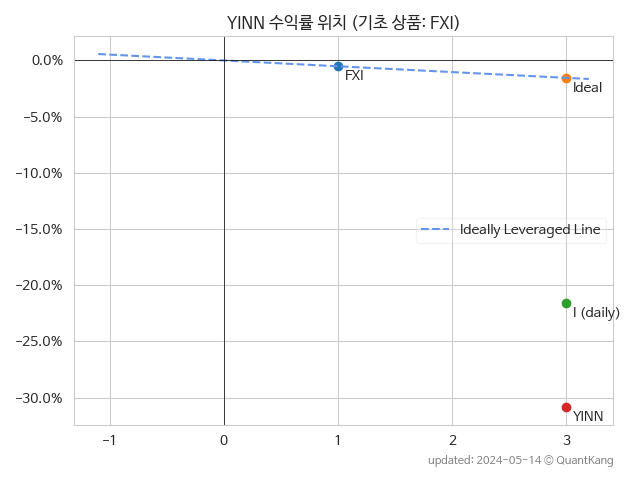 YINN 수익률 위치 (기초 상품: FXI)
0.0%
−5.0%
−10.0%
−15.0%
−20.0%
−25.0%
−30.0%
FXI
Ideal
Ideally Leveraged Line
I (daily)
YINN
−1
0
1
2
3
updated: 2024-05-14 © QuantKang